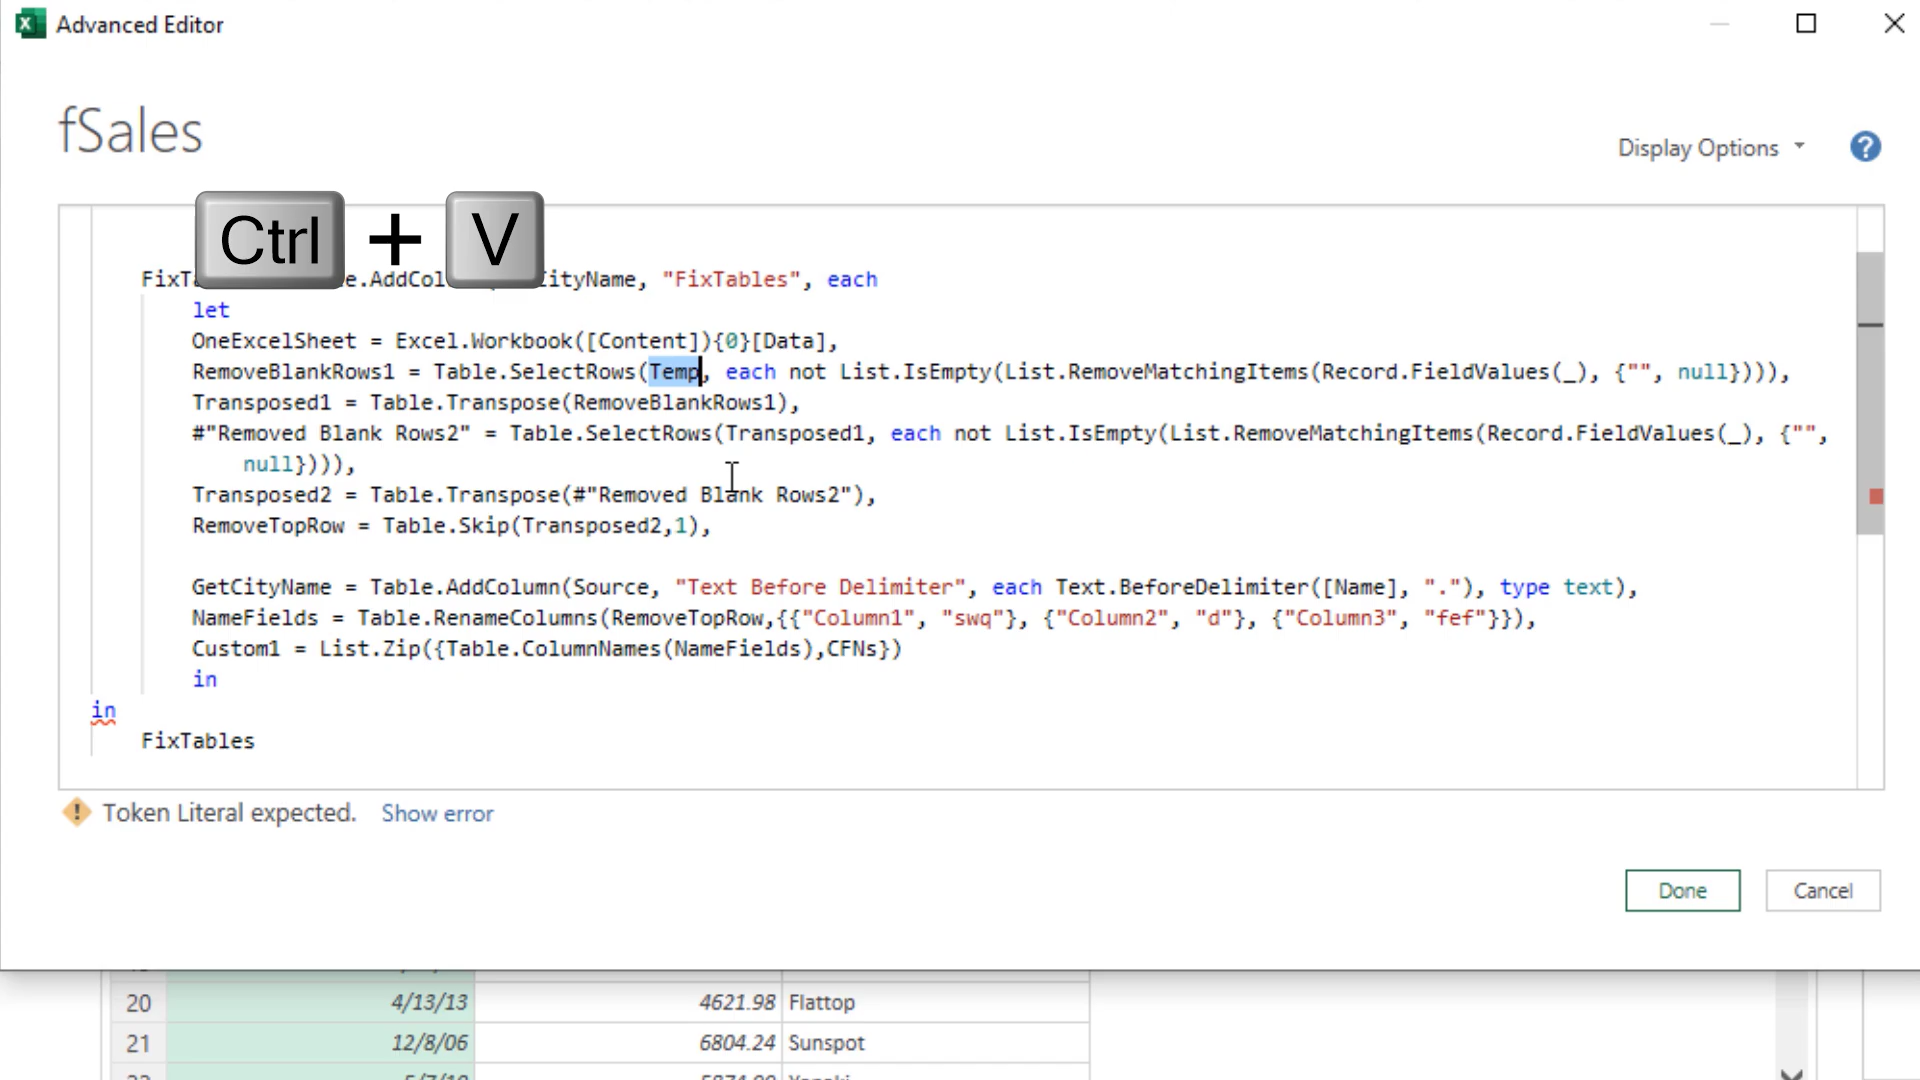 Advanced Editor
fSales
Display Options
?
Ctrl + V
FixTa e.AddCol ityName, "FixTables", each
let
OneExcelSheet = Excel.Workbook([Content]){0}[Data],
RemoveBlankRows1 = Table.SelectRows(Temp, each not List.IsEmpty(List.RemoveMatchingItems(Record.FieldValues(_), {"", null}))),
Transposed1 = Table.Transpose(RemoveBlankRows1),
#"Removed Blank Rows2" = Table.SelectRows(Transposed1, each not List.IsEmpty(List.RemoveMatchingItems(Record.FieldValues(_), {"",
null}))),
Transposed2 = Table.Transpose(#"Removed Blank Rows2"),
RemoveTopRow = Table.Skip(Transposed2,1),
GetCityName = Table.AddColumn(Source, "Text Before Delimiter", each Text.BeforeDelimiter([Name], "."), type text),
NameFields = Table.RenameColumns(RemoveTopRow,{{"Column1", "swq"}, {"Column2", "d"}, {"Column3", "fef"}}),
Custom1 = List.Zip({Table.ColumnNames(NameFields),CFNs})
in
in
FixTables
Token Literal expected. Show error
Done Cancel
20 4/13/13 4621.98 Flattop
21 12/8/06 6804.24 Sunspot